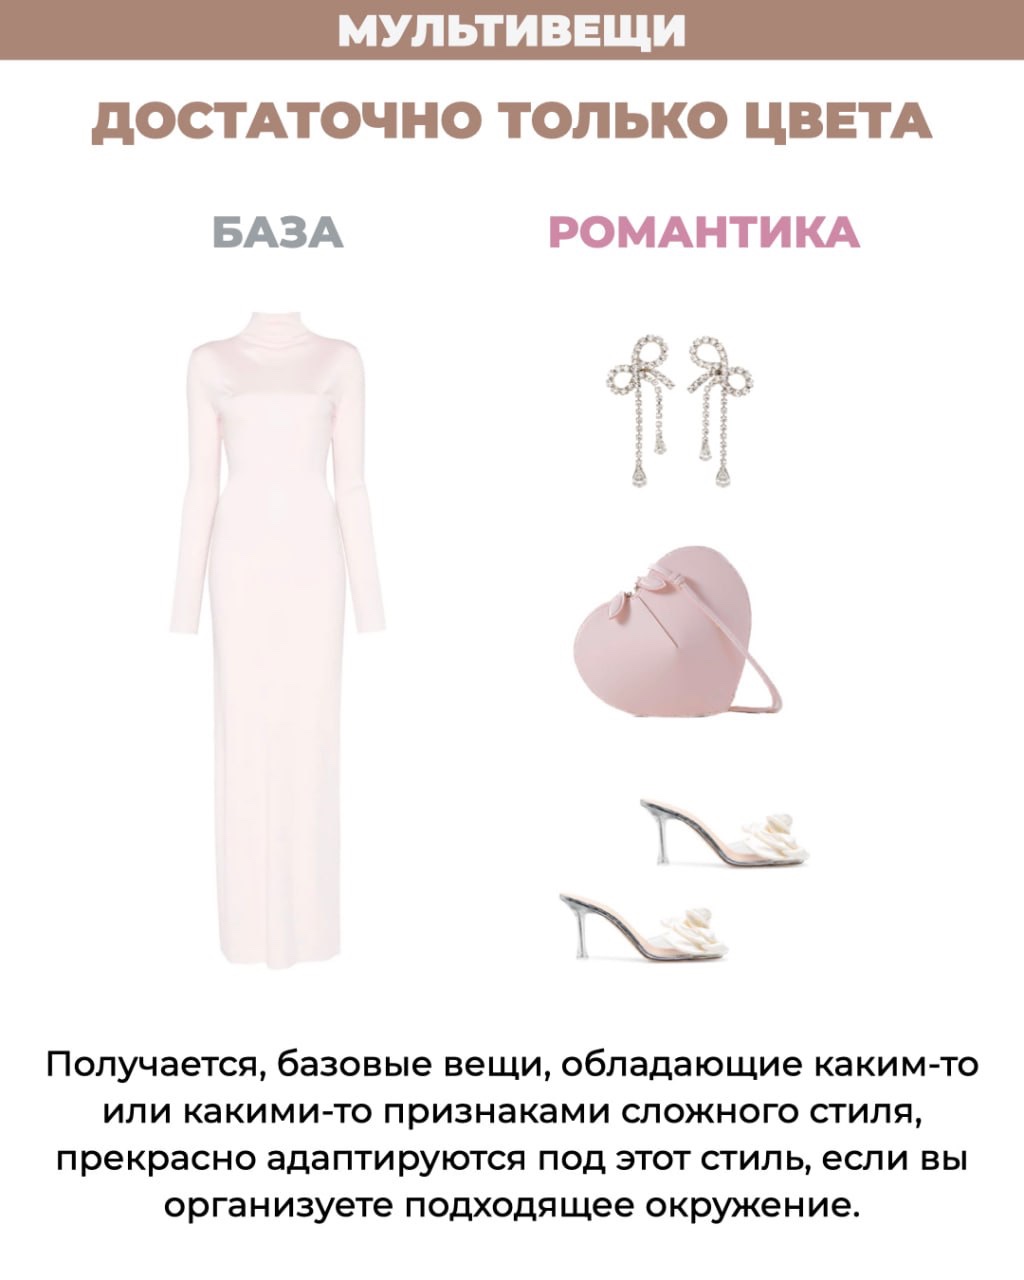 МУЛЬТИВЕЩИ
ДОСТАТОЧНО ТОЛЬКО ЦВЕТА
БАЗА
РОМАНТИКА
Получается, базовые вещи, обладающие каким-то
или какими-то признаками сложного стиля,
прекрасно адаптируются под этот стиль, если вы
организуете подходящее окружение.